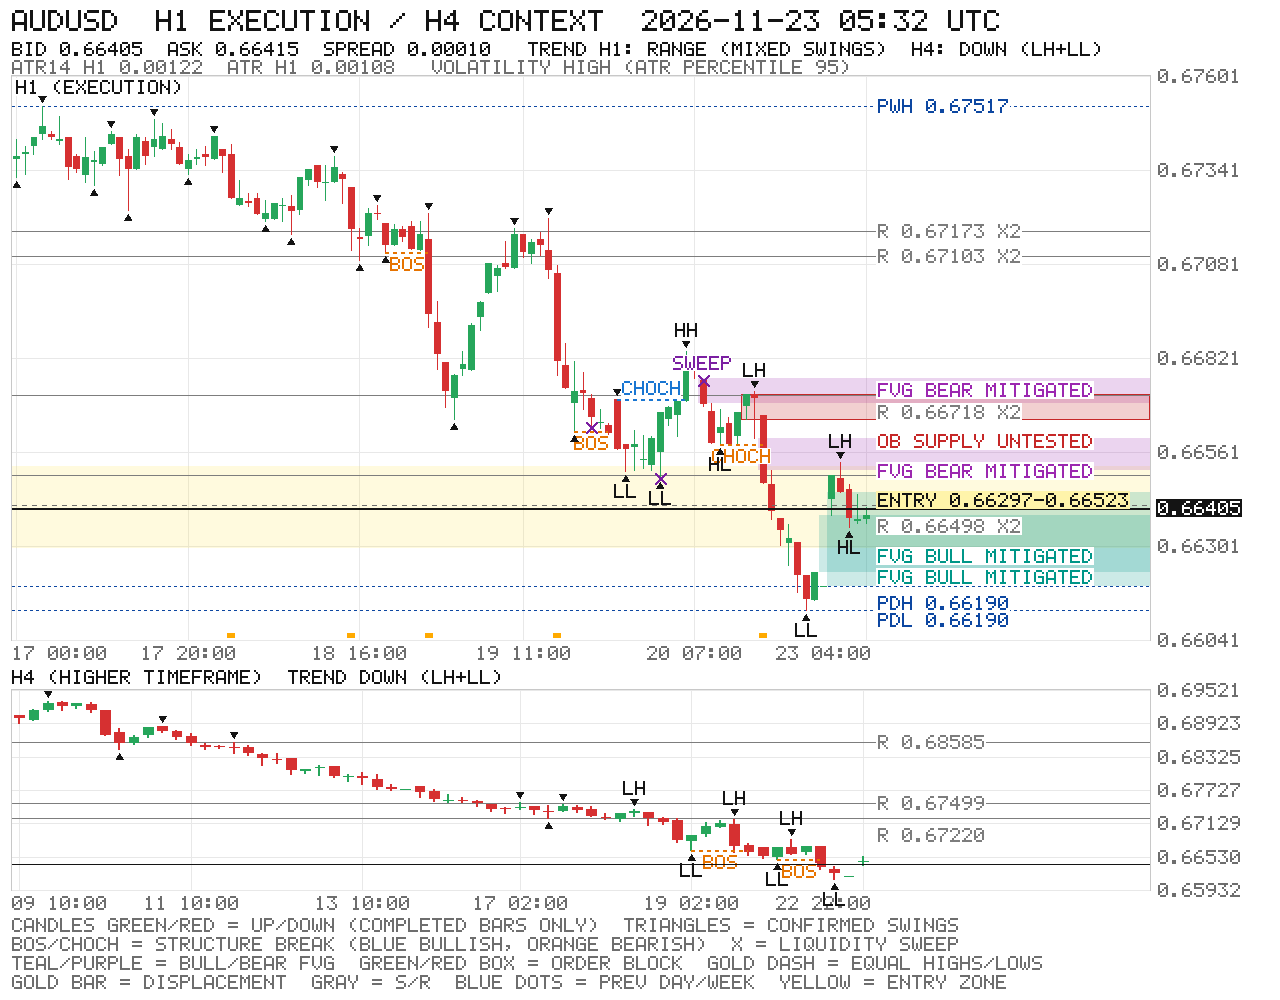 AUDUSD  H1 EXECUTION / H4 CONTEXT  2026-11-23 05:32 UTC
BID 0.66405  ASK 0.66415  SPREAD 0.00010  TREND H1: RANGE (MIXED SWINGS)  H4: DOWN (LH+LL)
ATR14 H1 0.00122  ATR H1 0.00108  VOLATILITY HIGH (ATR PERCENTILE 95)
H1 (EXECUTION)
0.67601
PWH 0.67517
0.67341
R 0.67173 X2
R 0.67103 X2
BOS
0.67081
HH
0.66821
SWEEP
LH
CHOCH
FVG BEAR MITIGATED
R 0.66718 X2
OB SUPPLY UNTESTED
LH
BOS
CHOCH
0.66561
HL
FVG BEAR MITIGATED
LL
LL
ENTRY 0.66297-0.66523
0.66405
R 0.66498 X2
HL
0.66301
FVG BULL MITIGATED
FVG BULL MITIGATED
PDH 0.66190
PDL 0.66190
LL
0.66041
17 00:00  17 20:00  18 16:00  19 11:00  20 07:00  23 04:00
H4 (HIGHER TIMEFRAME)  TREND DOWN (LH+LL)
0.69521
0.68923
R 0.68585
0.68325
LH
0.67727
LH
R 0.67499
LH
0.67129
R 0.67220
BOS
0.66530
LL
BOS
LL
LL
0.65932
09 10:00  11 10:00  13 10:00  17 02:00  19 02:00  22 22:00
CANDLES GREEN/RED = UP/DOWN (COMPLETED BARS ONLY)  TRIANGLES = CONFIRMED SWINGS
BOS/CHOCH = STRUCTURE BREAK (BLUE BULLISH, ORANGE BEARISH)  X = LIQUIDITY SWEEP
TEAL/PURPLE = BULL/BEAR FVG  GREEN/RED BOX = ORDER BLOCK  GOLD DASH = EQUAL HIGHS/LOWS
GOLD BAR = DISPLACEMENT  GRAY = S/R  BLUE DOTS = PREV DAY/WEEK  YELLOW = ENTRY ZONE